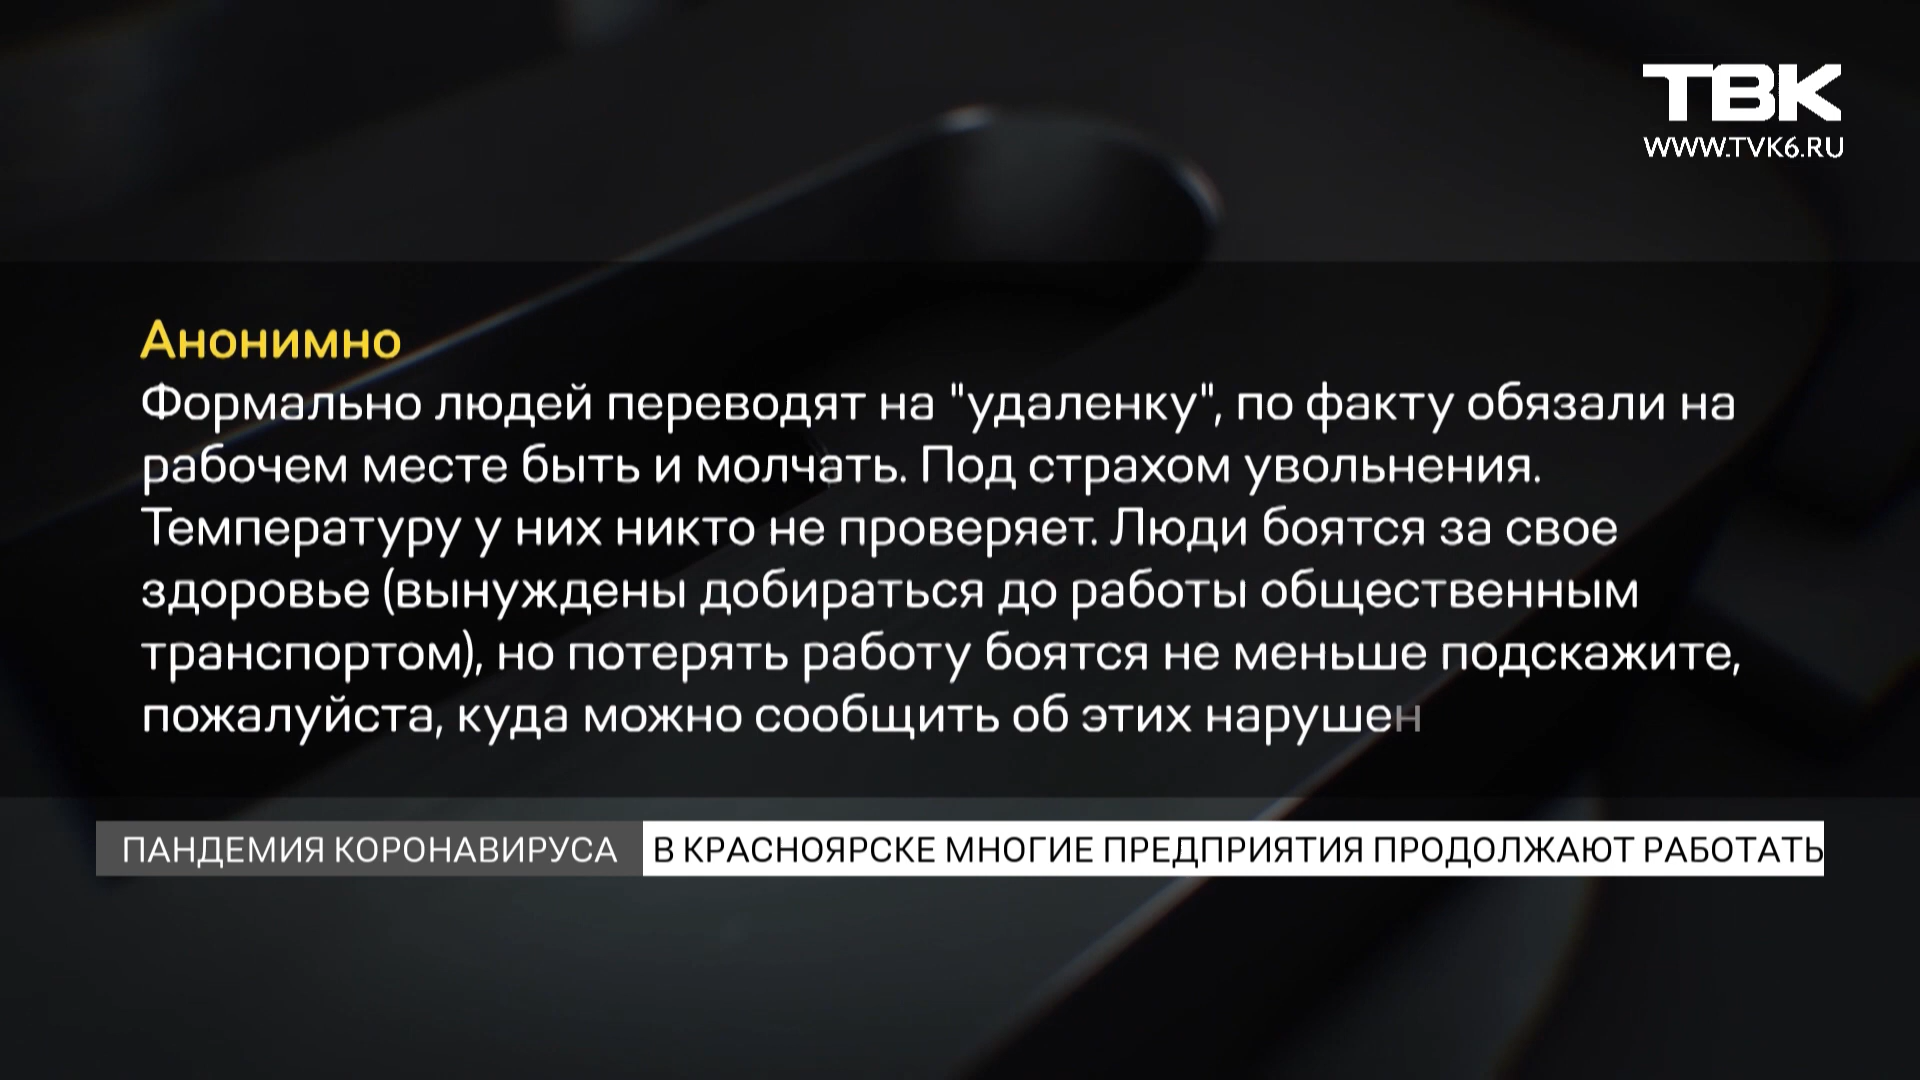 ТВК
WWW.TVK6.RU
Анонимно
Формально людей переводят на "удаленку", по факту обязали на
рабочем месте быть и молчать. Под страхом увольнения.
Температуру у них никто не проверяет. Люди боятся за свое
здоровье (вынуждены добираться до работы общественным
транспортом), но потерять работу боятся не меньше подскажите,
пожалуйста, куда можно сообщить об этих нарушен
ПАНДЕМИЯ КОРОНАВИРУСА В КРАСНОЯРСКЕ МНОГИЕ ПРЕДПРИЯТИЯ ПРОДОЛЖАЮТ РАБОТАТЬ